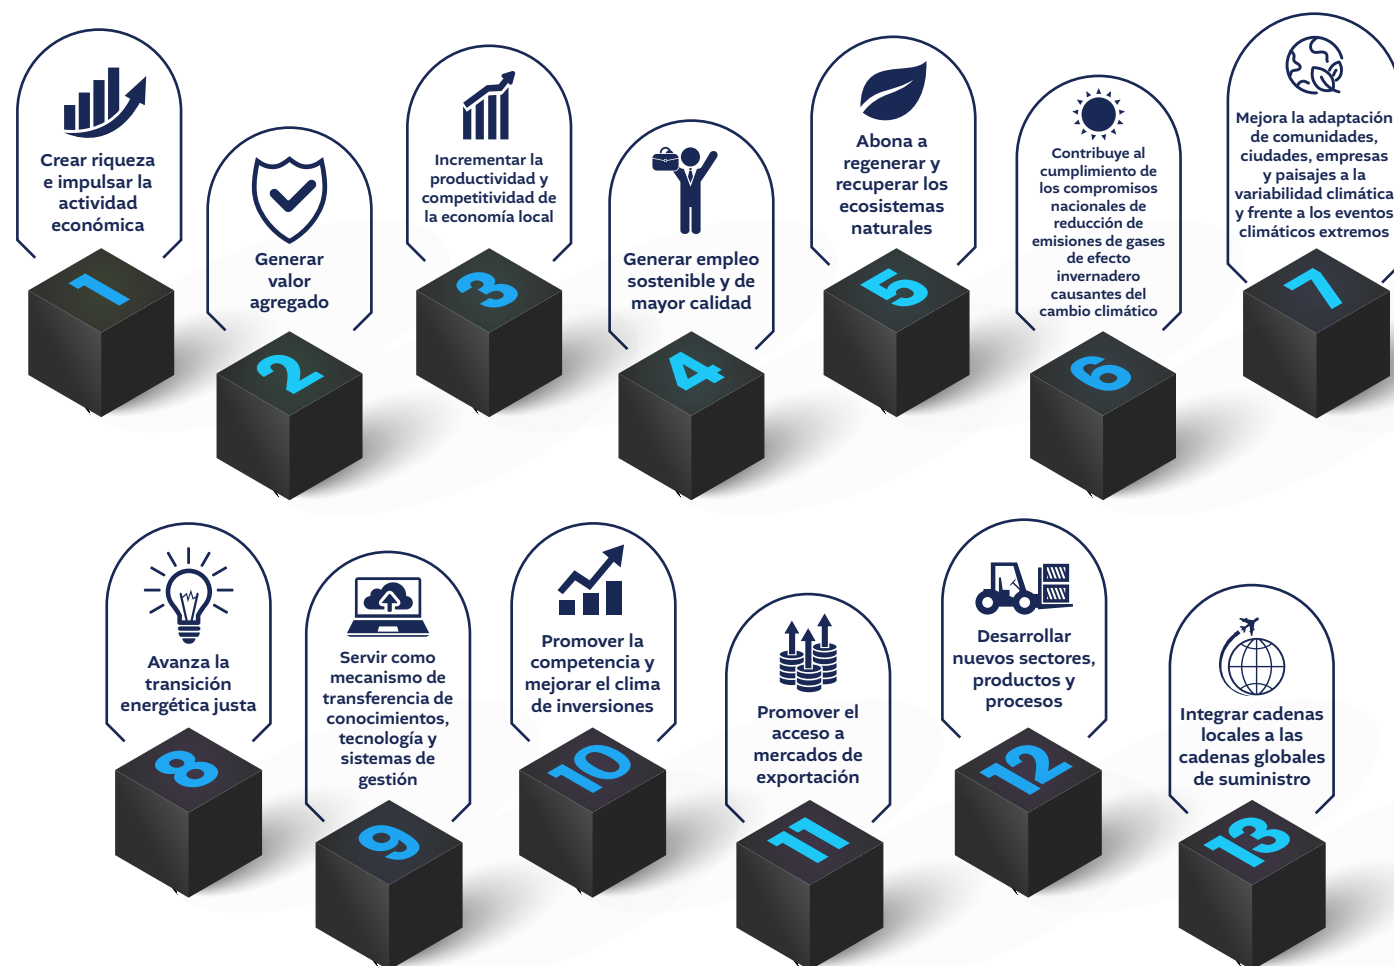 Crear riqueza
e impulsar la
actividad
económica
1
Generar
valor
agregado
2
Incrementar la
productividad y
competitividad de
la economía local
3
Generar empleo
sostenible y de
mayor calidad
4
Abona a
regenerar y
recuperar los
ecosistemas
naturales
5
Contribuye al
cumplimiento de
los compromisos
nacionales de
reducción de
emisiones de gases
de efecto
invernadero
causantes del
cambio climático
6
Mejora la adaptación
de comunidades,
ciudades, empresas
y paisajes a la
variabilidad climática
y frente a los eventos
climáticos extremos
7
Avanza la
transición
energética justa
8
Servir como
mecanismo de
transferencia de
conocimientos,
tecnología y
sistemas de
gestión
9
Promover la
competencia y
mejorar el clima
de inversiones
10
Promover el
acceso a
mercados de
exportación
11
Desarrollar
nuevos sectores,
productos y
procesos
12
Integrar cadenas
locales a las
cadenas globales
de suministro
13